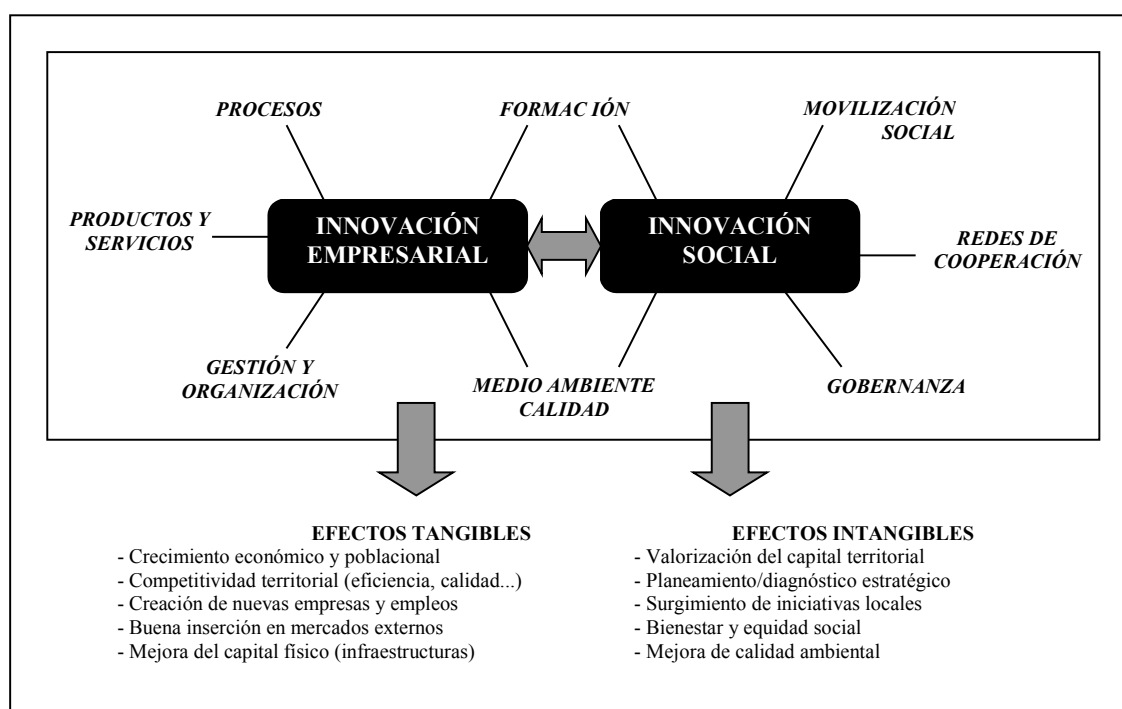 PROCESOS
FORMAC IÓN
MOVILIZACIÓN
SOCIAL
PRODUCTOS Y
SERVICIOS
INNOVACIÓN
EMPRESARIAL
INNOVACIÓN
SOCIAL
REDES DE
COOPERACIÓN
GESTIÓN Y
ORGANIZACIÓN
MEDIO AMBIENTE
CALIDAD
GOBERNANZA
EFECTOS TANGIBLES
- Crecimiento económico y poblacional
- Competitividad territorial (eficiencia, calidad...)
- Creación de nuevas empresas y empleos
- Buena inserción en mercados externos
- Mejora del capital físico (infraestructuras)
EFECTOS INTANGIBLES
- Valorización del capital territorial
- Planeamiento/diagnóstico estratégico
- Surgimiento de iniciativas locales
- Bienestar y equidad social
- Mejora de calidad ambiental